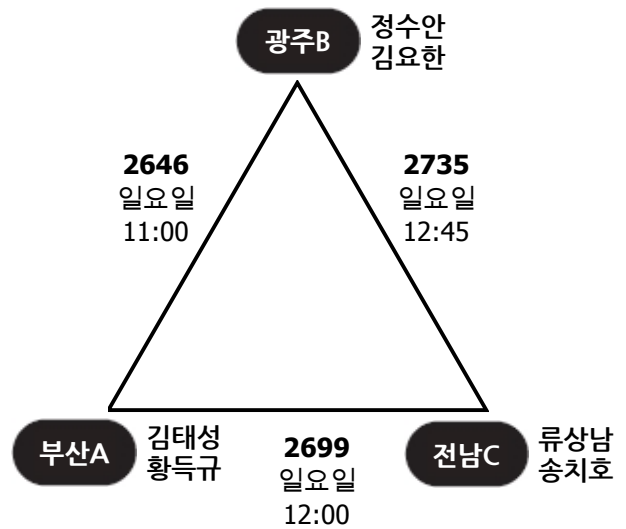 광주B
정수안
김요한
2646
일요일
11:00
2735
일요일
12:45
부산A
김태성
황득규
2699
일요일
12:00
전남C
류상남
송치호